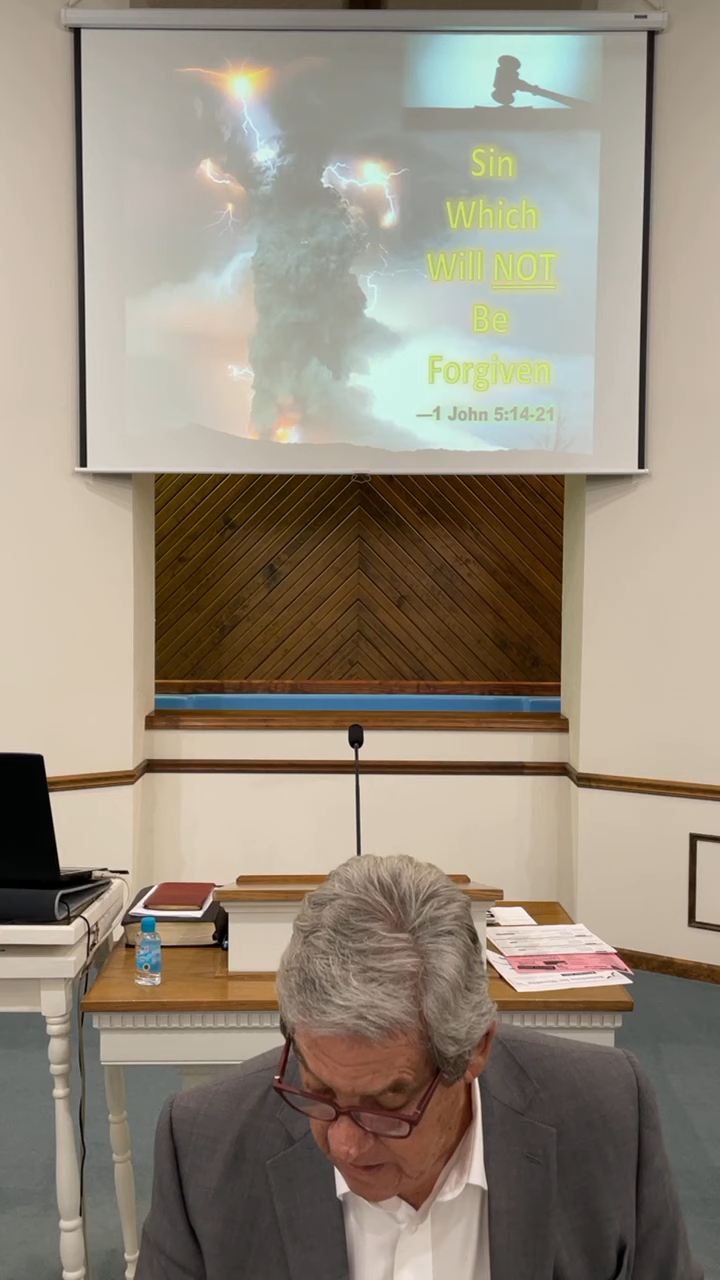 Sin
Which
Will NOT
Be
Forgiven
—1 John 5:14-21